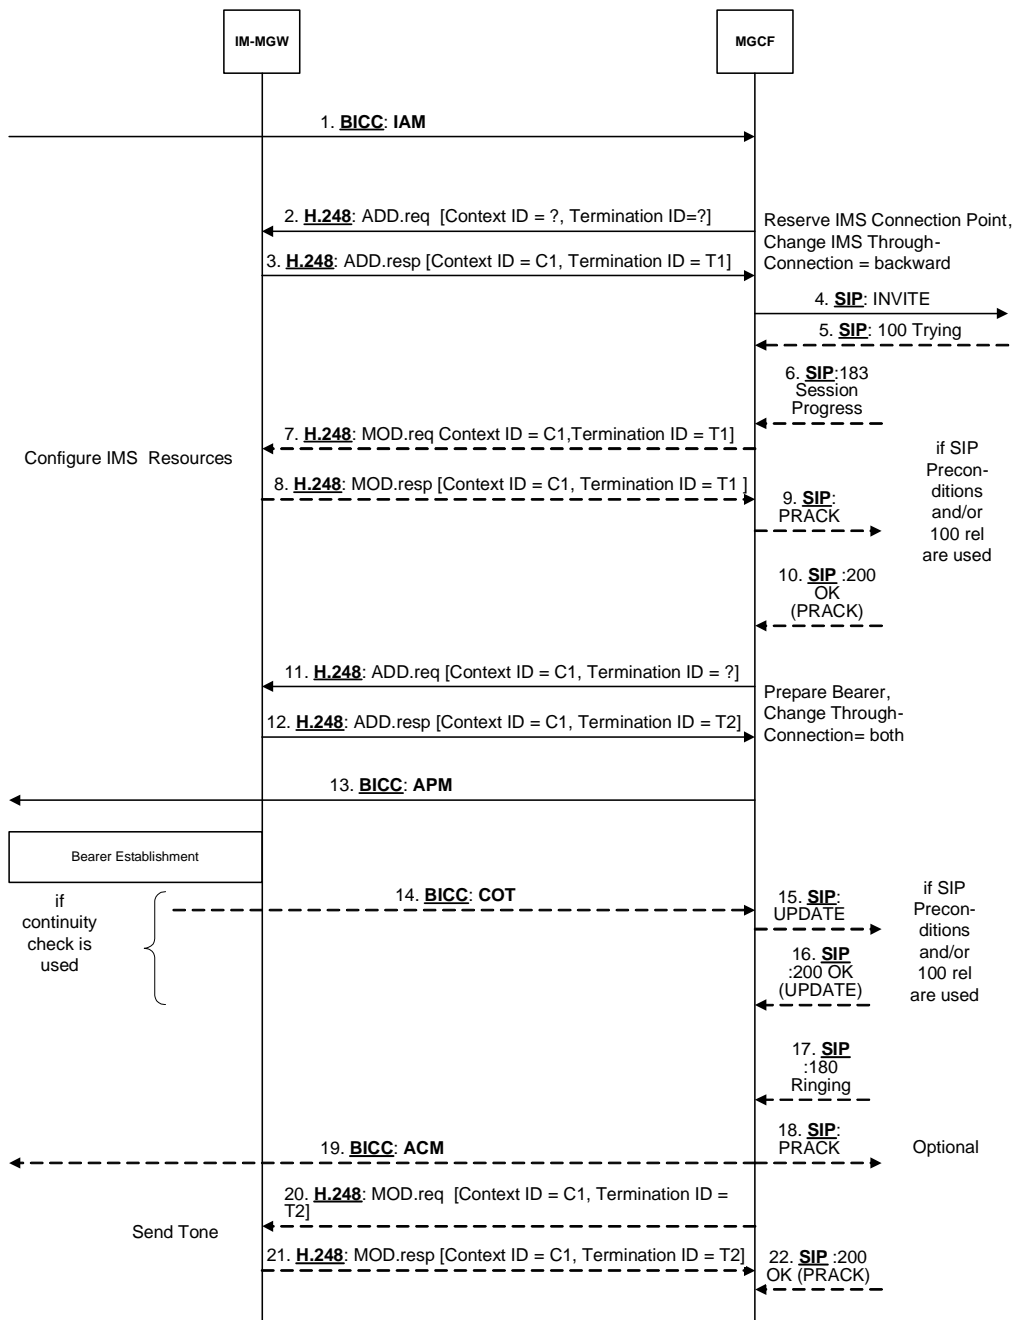 IM-MGW
MGCF
1. BICC: IAM
2. H.248: ADD.req  [Context ID = ?, Termination ID=?]
Reserve IMS Connection Point,
Change IMS Through-
Connection = backward
3. H.248: ADD.resp [Context ID = C1, Termination ID = T1]
4. SIP: INVITE
5. SIP: 100 Trying
6. SIP:183
Session
Progress
7. H.248: MOD.req Context ID = C1,Termination ID = T1]
Configure IMS  Resources
8. H.248: MOD.resp [Context ID = C1, Termination ID = T1 ]
9. SIP:
PRACK
if SIP
Precon-
ditions
and/or
100 rel
are used
10. SIP :200
OK
(PRACK)
11. H.248: ADD.req [Context ID = C1, Termination ID = ?]
Prepare Bearer,
Change Through-
Connection= both
12. H.248: ADD.resp [Context ID = C1, Termination ID = T2]
13. BICC: APM
Bearer Establishment
if
continuity
check is
used
14. BICC: COT
15. SIP:
UPDATE
if SIP
Precon-
ditions
and/or
100 rel
are used
16. SIP
:200 OK
(UPDATE)
17. SIP
:180
Ringing
18. SIP:
PRACK
Optional
19. BICC: ACM
20. H.248: MOD.req  [Context ID = C1, Termination ID =
T2]
Send Tone
21. H.248: MOD.resp [Context ID = C1, Termination ID = T2]
22. SIP :200
OK (PRACK)